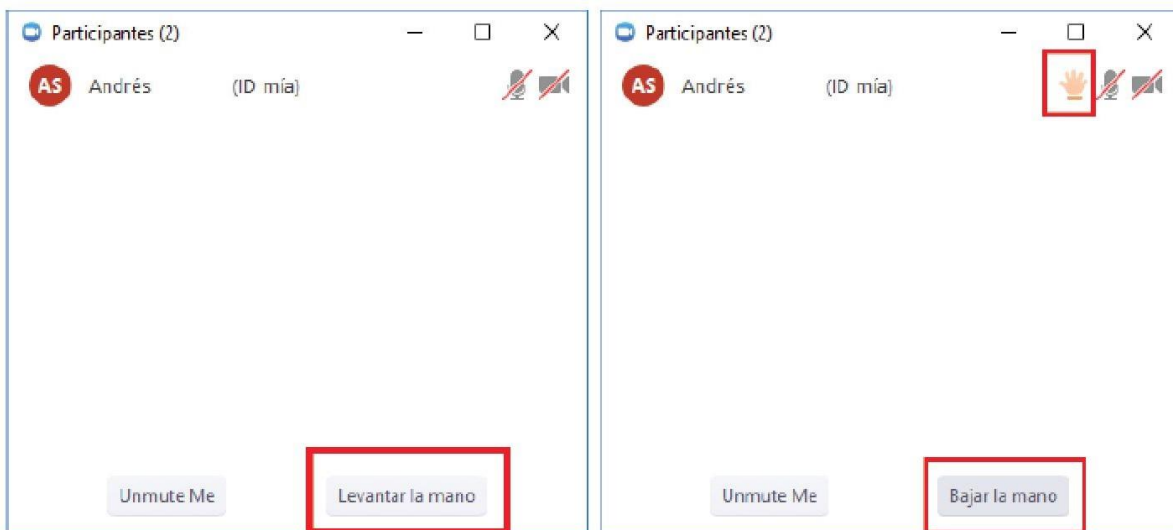 Participantes (2)
AS Andrés (ID mía)
Unmute Me Levantar la mano
Participantes (2)
AS Andrés (ID mía)
Unmute Me Bajar la mano